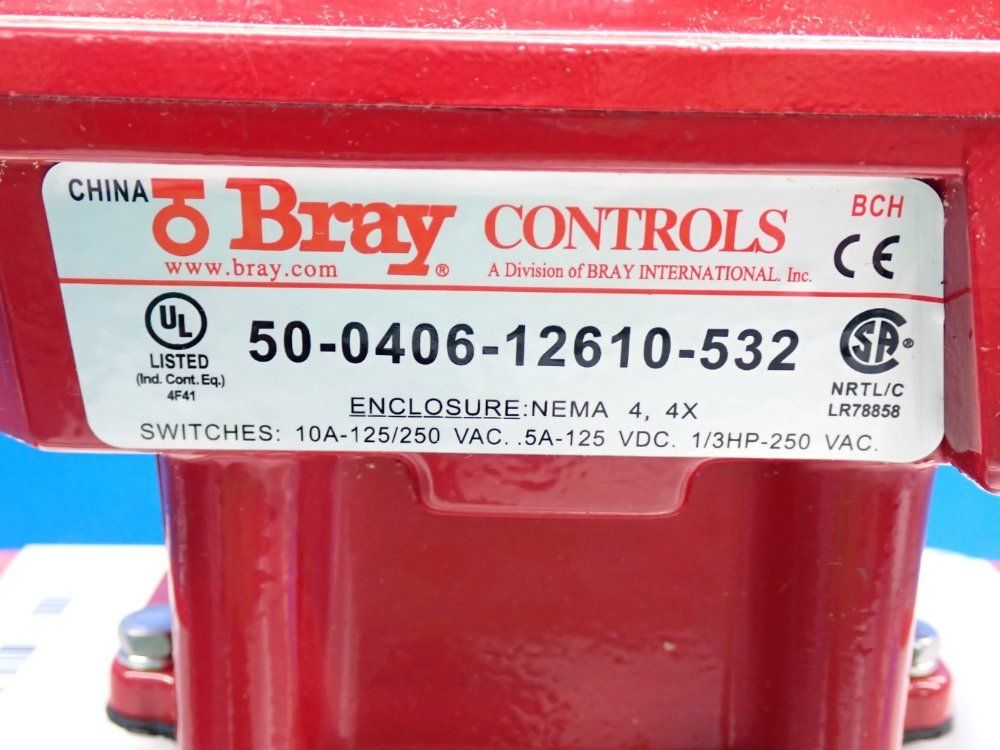 CHINA Bray® CONTROLS BCH
www.bray.com A Division of BRAY INTERNATIONAL. Inc. CE
UL LISTED
(Ind. Cont. Eq.)
4F41
50-0406-12610-532
SA®
NRTL/C
LR78858
ENCLOSURE:NEMA 4, 4X
SWITCHES: 10A-125/250 VAC. .5A-125 VDC. 1/3HP-250 VAC.